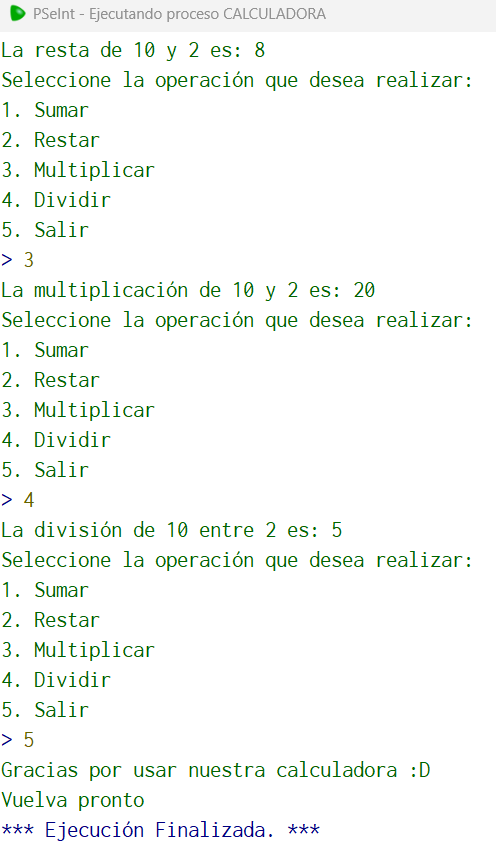 PSeInt - Ejecutando proceso CALCULADORA
La resta de 10 y 2 es: 8
Seleccione la operación que desea realizar:
1. Sumar
2. Restar
3. Multiplicar
4. Dividir
5. Salir
> 3
La multiplicación de 10 y 2 es: 20
Seleccione la operación que desea realizar:
1. Sumar
2. Restar
3. Multiplicar
4. Dividir
5. Salir
> 4
La división de 10 entre 2 es: 5
Seleccione la operación que desea realizar:
1. Sumar
2. Restar
3. Multiplicar
4. Dividir
5. Salir
> 5
Gracias por usar nuestra calculadora :D
Vuelva pronto
*** Ejecución Finalizada. ***